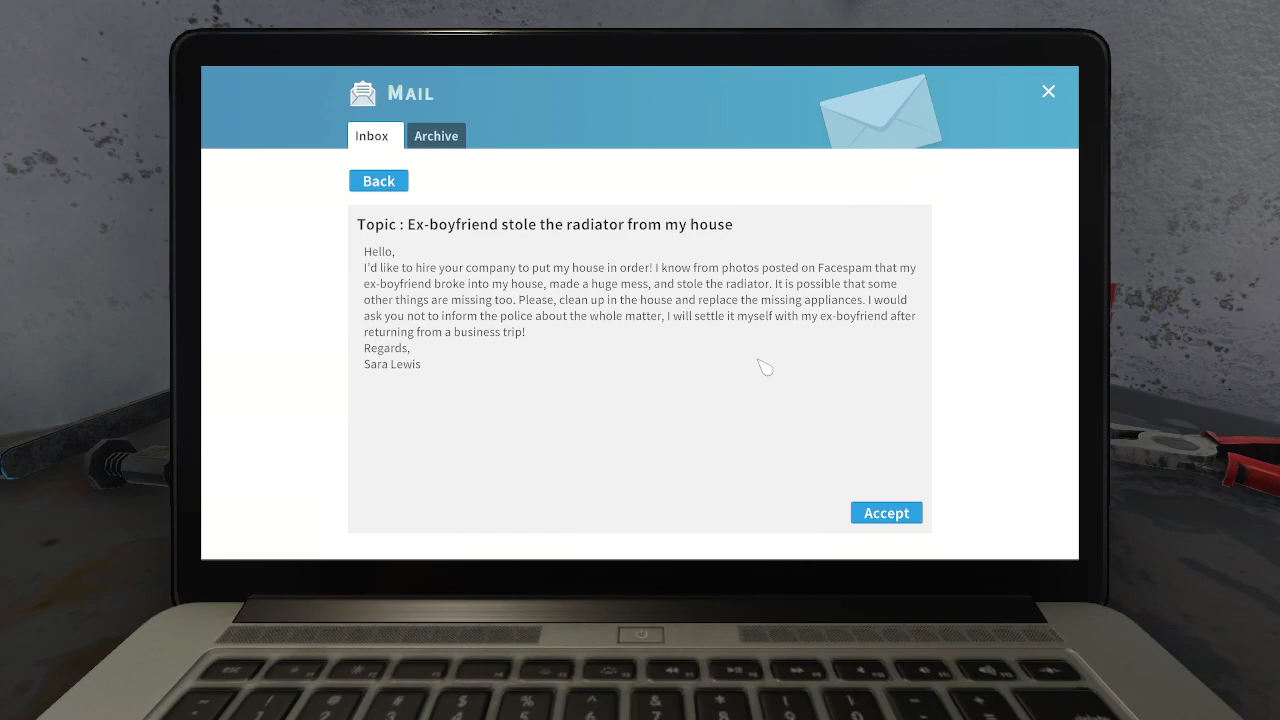 MAIL
Inbox
Archive
Back
Topic : Ex-boyfriend stole the radiator from my house
Hello,
I'd like to hire your company to put my house in order! I know from photos posted on Facespam that my
ex-boyfriend broke into my house, made a huge mess, and stole the radiator. It is possible that some
other things are missing too. Please, clean up in the house and replace the missing appliances. I would
ask you not to inform the police about the whole matter, I will settle it myself with my ex-boyfriend after
returning from a business trip!
Regards,
Sara Lewis
Accept